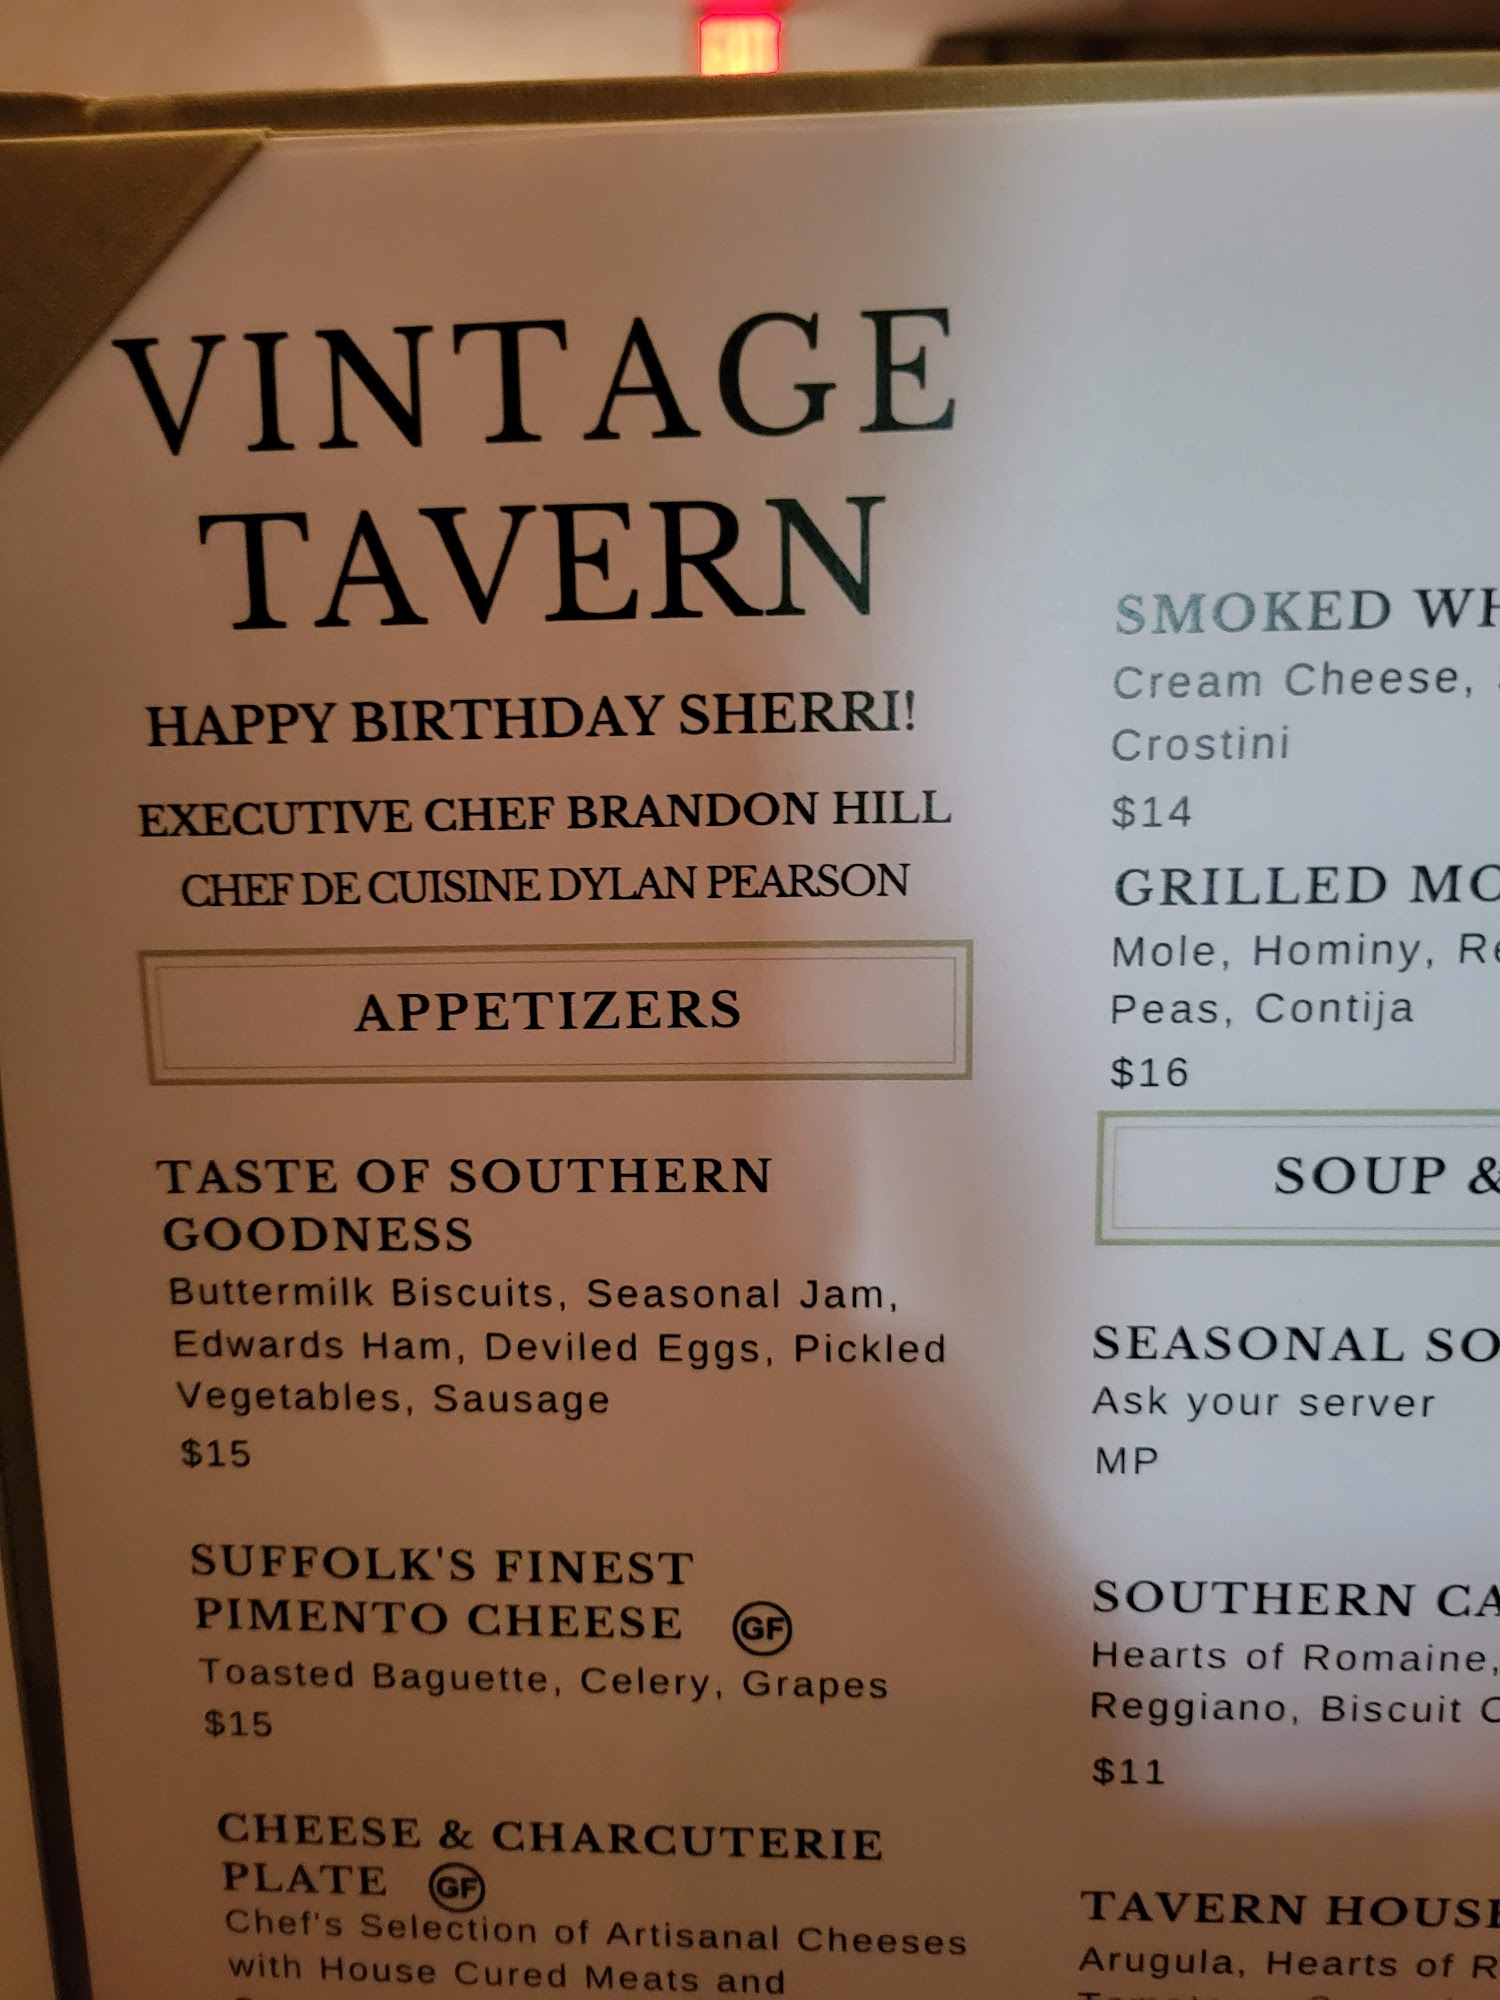 VINTAGE
TAVERN
HAPPY BIRTHDAY SHERRI!
EXECUTIVE CHEF BRANDON HILL
CHEF DE CUISINE DYLAN PEARSON
APPETIZERS
TASTE OF SOUTHERN
GOODNESS
Buttermilk Biscuits, Seasonal Jam,
Edwards Ham, Deviled Eggs, Pickled
Vegetables, Sausage
$15
SUFFOLK'S FINEST
PIMENTO CHEESE GF
Toasted Baguette, Celery, Grapes
$15
CHEESE & CHARCUTERIE
PLATE GF
Chef's Selection of Artisanal Cheeses
with House Cured Meats and
SMOKED
Cream Cheese,
Crostini
$14
GRILLED
Mole, Hominy,
Peas, Contija
$16
SOUP &
SEASONAL
Ask your server
MP
SOUTHERN
Hearts of Romaine,
Reggiano, Biscuit
$11
TAVERN HOUSE
Arugula, Hearts of